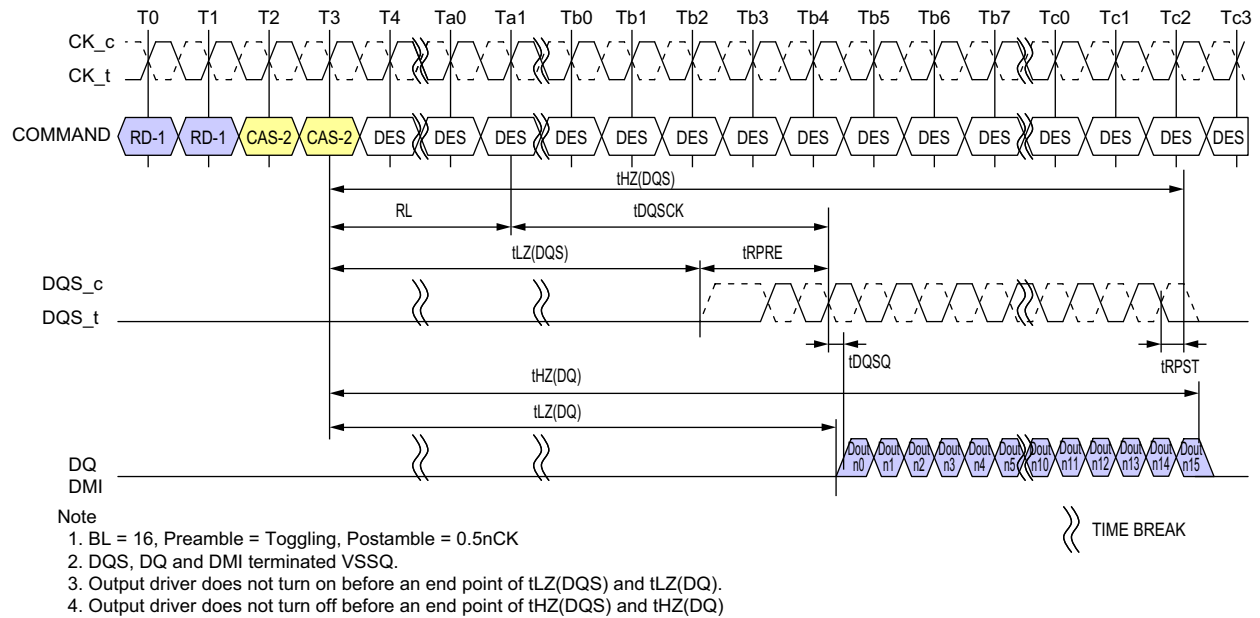 T0 T1 T2 T3 T4 Ta0 Ta1 Tb0 Tb1 Tb2 Tb3 Tb4 Tb5 Tb6 Tb7 Tc0 Tc1 Tc2 Tc3
CK_c
CK_t
COMMAND RD-1 RD-1 CAS-2 CAS-2 DES DES DES DES DES DES DES DES DES DES DES DES DES DES DES
tHZ(DQS)
RL tDQSCK
tLZ(DQS) tRPRE
DQS_c
DQS_t
tDQSQ tRPST
tHZ(DQ)
tLZ(DQ)
Dout Dout Dout Dout Dout Dout Dout Dout Dout Dout Dout Dout
n0 n1 n2 n3 n4 n5 n10 n11 n12 n13 n14 n15
DQ
DMI
Note
1. BL = 16, Preamble = Toggling, Postamble = 0.5nCK
2. DQS, DQ and DMI terminated VSSQ.
3. Output driver does not turn on before an end point of tLZ(DQS) and tLZ(DQ).
4. Output driver does not turn off before an end point of tHZ(DQS) and tHZ(DQ)
TIME BREAK